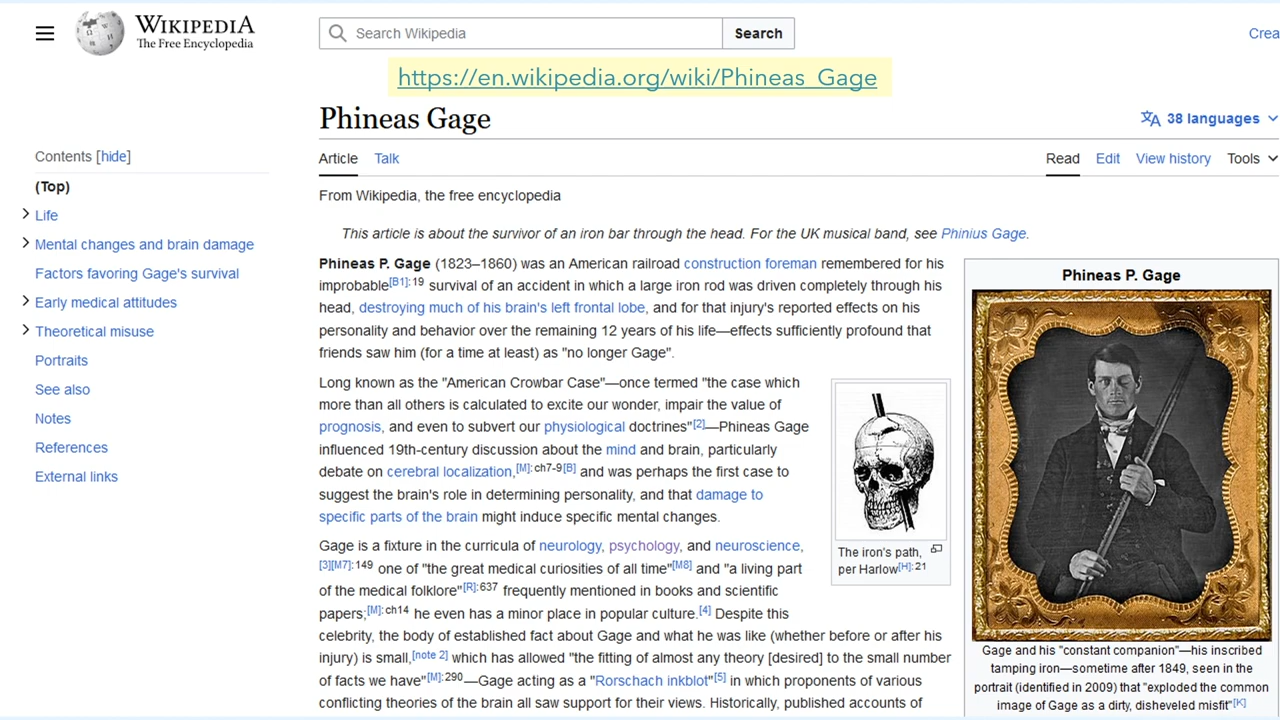 WIKIPEDIA
The Free Encyclopedia
Search Wikipedia
Search
Crea
https://en.wikipedia.org/wiki/Phineas_Gage
Phineas Gage
38 languages
Contents [hide]
Article Talk
Read Edit View history Tools
(Top)
Life
Mental changes and brain damage
Factors favoring Gage's survival
Early medical attitudes
Theoretical misuse
Portraits
See also
Notes
References
External links
From Wikipedia, the free encyclopedia
This article is about the survivor of an iron bar through the head. For the UK musical band, see Phinius Gage.
Phineas P. Gage (1823–1860) was an American railroad construction foreman remembered for his
improbable[B1]:19 survival of an accident in which a large iron rod was driven completely through his
head, destroying much of his brain's left frontal lobe, and for that injury's reported effects on his
personality and behavior over the remaining 12 years of his life—effects sufficiently profound that
friends saw him (for a time at least) as "no longer Gage".
Long known as the "American Crowbar Case"—once termed "the case which
more than all others is calculated to excite our wonder, impair the value of
prognosis, and even to subvert our physiological doctrines"[2]—Phineas Gage
influenced 19th-century discussion about the mind and brain, particularly
debate on cerebral localization,[M]:ch7-9[B] and was perhaps the first case to
suggest the brain's role in determining personality, and that damage to
specific parts of the brain might induce specific mental changes.
The iron's path,
per Harlow[H]:21
Gage is a fixture in the curricula of neurology, psychology, and neuroscience,
[3][M7]:149 one of "the great medical curiosities of all time"[M8] and "a living part
of the medical folklore"[R]:637 frequently mentioned in books and scientific
papers;[M]:ch14 he even has a minor place in popular culture.[4] Despite this
celebrity, the body of established fact about Gage and what he was like (whether before or after his
injury) is small,[note 2] which has allowed "the fitting of almost any theory [desired] to the small number
of facts we have"[M]:290—Gage acting as a "Rorschach inkblot"[5] in which proponents of various
conflicting theories of the brain all saw support for their views. Historically, published accounts of
Phineas P. Gage
Gage and his "constant companion"—his inscribed
tamping iron—sometime after 1849, seen in the
portrait (identified in 2009) that "exploded the common
image of Gage as a dirty, disheveled misfit"[K]